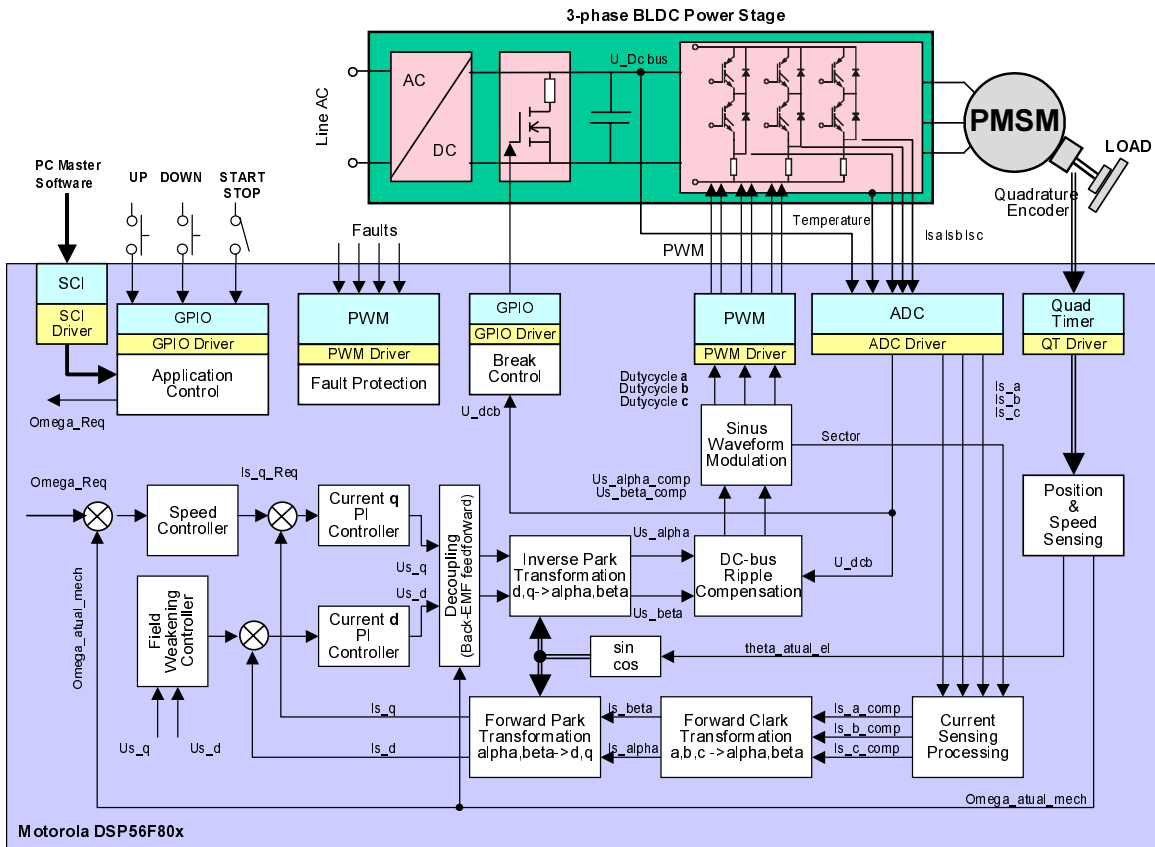 3-phase BLDC Power Stage
U_Dc bus
AC
DC
Line AC
PMSM
LOAD
Quadrature
Encoder
PC Master
Software
UP
DOWN
START
STOP
Faults
Temperature
PWM
Isa Isb Isc
SCI
SCI
Driver
GPIO
GPIO Driver
Application
Control
PWM
PWM Driver
Fault Protection
GPIO
GPIO Driver
Break
Control
PWM
PWM Driver
ADC
ADC Driver
Quad
Timer
QT Driver
Omega_Req
U_dcb
Dutycycle a
Dutycycle b
Dutycycle c
Is_a
Is_b
Is_c
Sinus
Waveform
Modulation
Sector
Omega_Req
Is_q_Req
Speed
Controller
Current q
PI
Controller
Us_alpha_comp
Us_beta_comp
Position
&
Speed
Sensing
Us_q
Us_d
Decoupling
(Back-EMF feedforward)
Inverse Park
Transformation
d,q->alpha,beta
Us_alpha
Us_beta
DC-bus
Ripple
Compensation
U_dcb
Omega_atual_mech
Field
Weakening
Controller
Current d
PI
Controller
sin
cos
theta_atual_el
Us_q
Us_d
Is_q
Is_d
Forward Park
Transformation
alpha,beta->d,q
Is_beta
Is_alpha
Forward Clark
Transformation
a,b,c ->alpha,beta
Is_a_comp
Is_b_comp
Is_c_comp
Current
Sensing
Processing
Omega_atual_mech
Motorola DSP56F80x